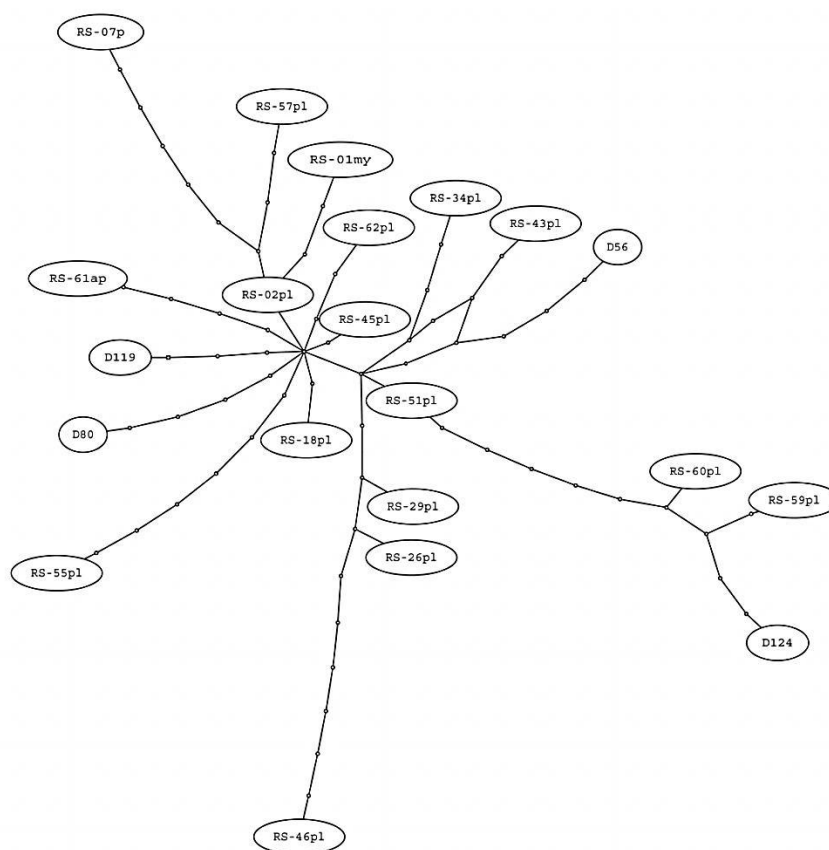 RS-07p
RS-57pl
RS-01my
RS-34pl
RS-62pl
RS-43pl
D56
RS-61ap
RS-02pl
RS-45pl
D119
RS-51pl
D80
RS-18pl
RS-60pl
RS-59pl
RS-29pl
RS-26pl
RS-55pl
D124
RS-46pl